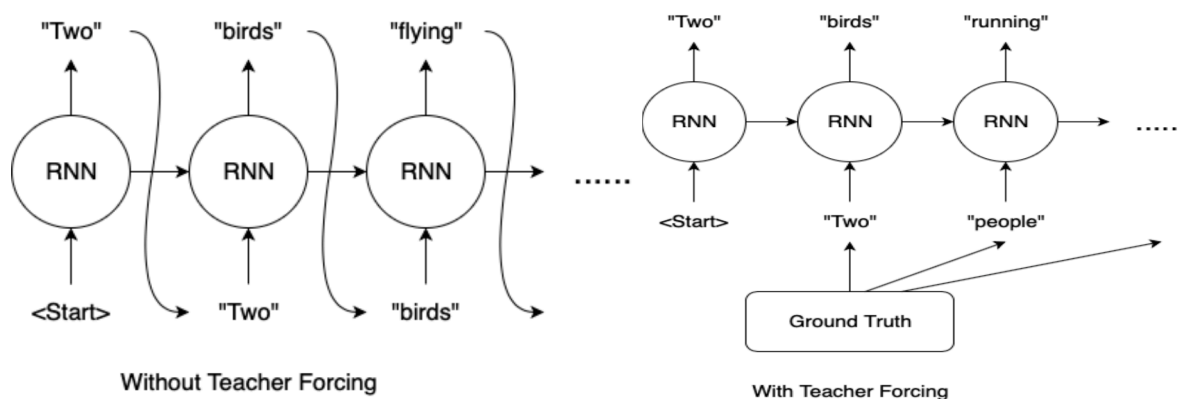 "Two" "birds" "flying"
RNN RNN RNN
......
<Start> "Two" "birds"
Without Teacher Forcing
"Two" "birds" "running"
RNN RNN RNN
.....
<Start> "Two" "people"
Ground Truth
With Teacher Forcing